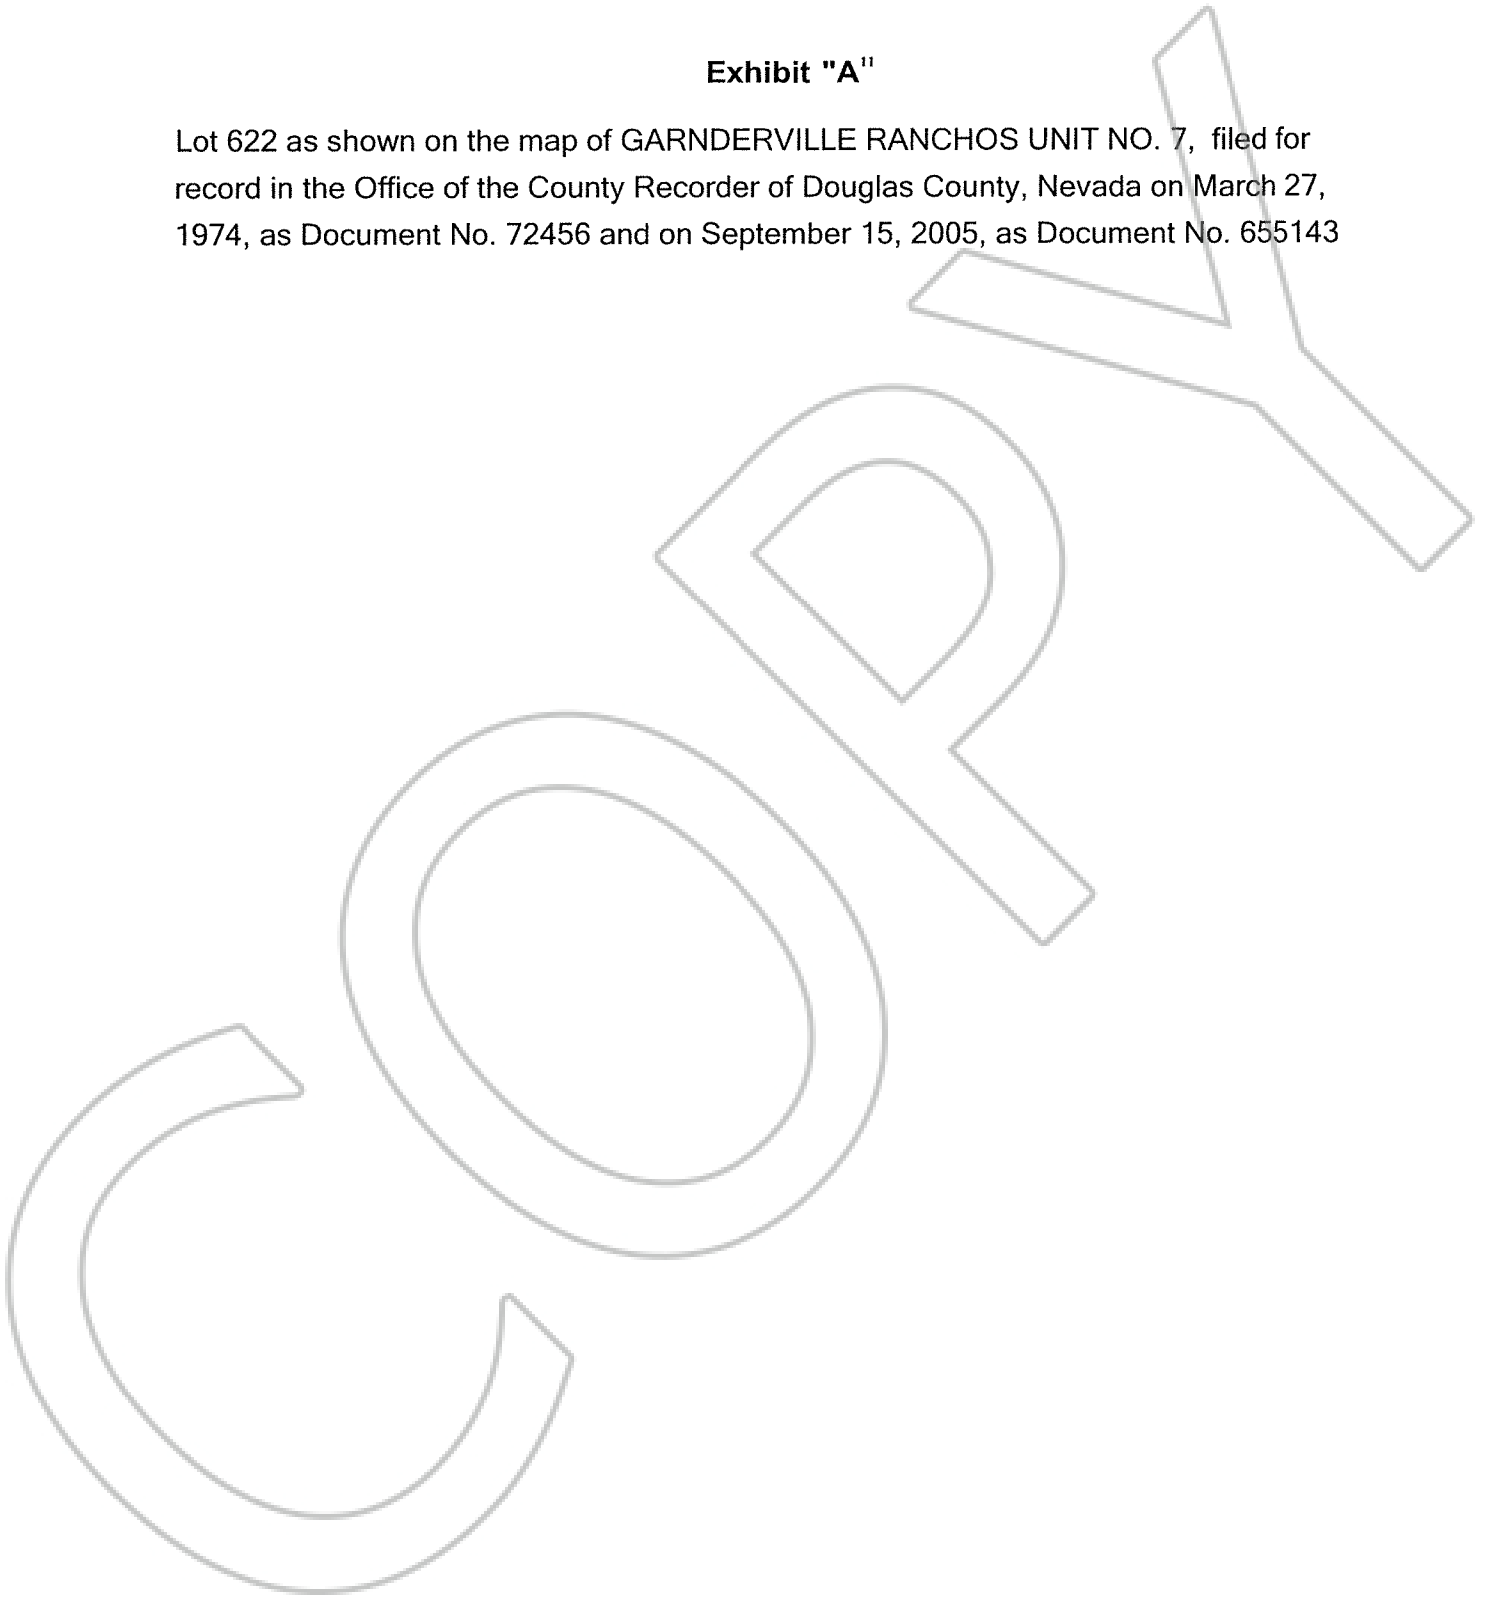 Exhibit "A"
Lot 622 as shown on the map of GARNDERVILLE RANCHOS UNIT NO. 7, filed for
record in the Office of the County Recorder of Douglas County, Nevada on March 27,
1974, as Document No. 72456 and on September 15, 2005, as Document No. 655143
COPY